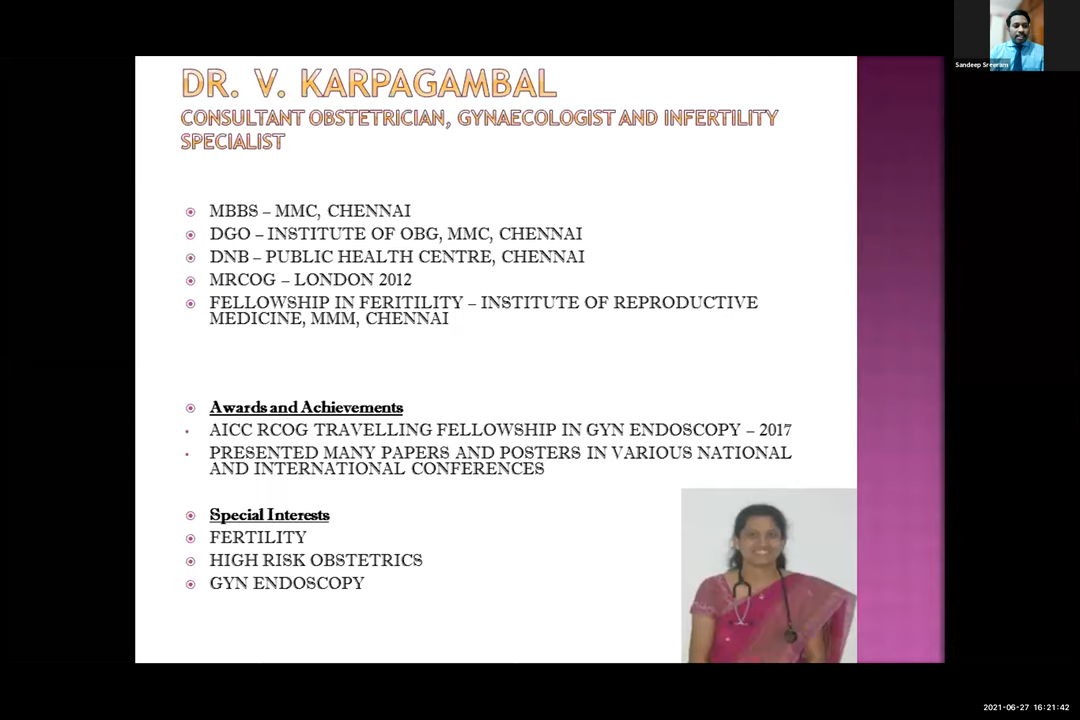 Sandeep Sreeram
DR. V. KARPAGAMBAL
CONSULTANT OBSTETRICIAN, GYNAECOLOGIST AND INFERTILITY
SPECIALIST
MBBS – MMC, CHENNAI
DGO – INSTITUTE OF OBG, MMC, CHENNAI
DNB – PUBLIC HEALTH CENTRE, CHENNAI
MRCOG – LONDON 2012
FELLOWSHIP IN FERITILITY – INSTITUTE OF REPRODUCTIVE
MEDICINE, MMM, CHENNAI
Awards and Achievements
AICC RCOG TRAVELLING FELLOWSHIP IN GYN ENDOSCOPY – 2017
PRESENTED MANY PAPERS AND POSTERS IN VARIOUS NATIONAL
AND INTERNATIONAL CONFERENCES
Special Interests
FERTILITY
HIGH RISK OBSTETRICS
GYN ENDOSCOPY
2021-06-27 16:21:42